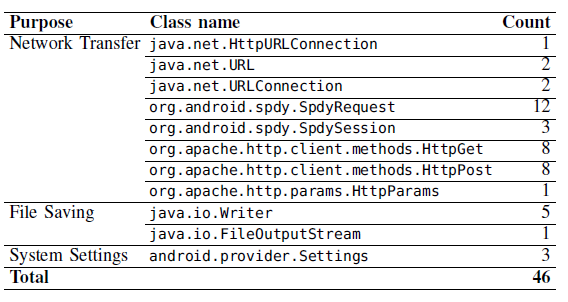 Purpose Class name Count
Network Transfer java.net.HttpURLConnection 1
java.net.URL 2
java.net.URLConnection 2
org.android.spdy.SpdyRequest 12
org.android.spdy.SpdySession 3
org.apache.http.client.methods.HttpGet 8
org.apache.http.client.methods.HttpPost 8
org.apache.http.params.HttpParams 1
File Saving java.io.Writer 5
java.io.FileOutputStream 1
System Settings android.provider.Settings 3
Total 46